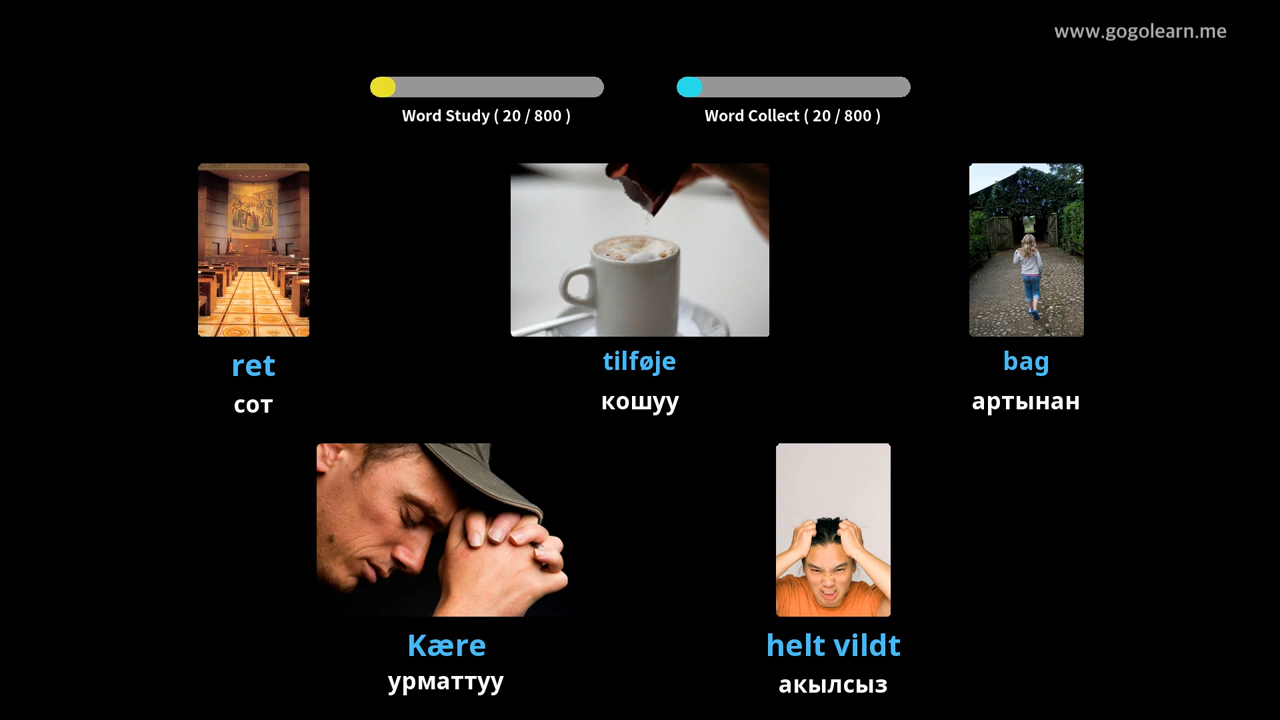 www.gogolearn.me
Word Study ( 20 / 800 )
Word Collect ( 20 / 800 )
ret
сот
tilføje
кошуу
bag
артынан
Kære
урматтуу
helt vildt
акылсыз